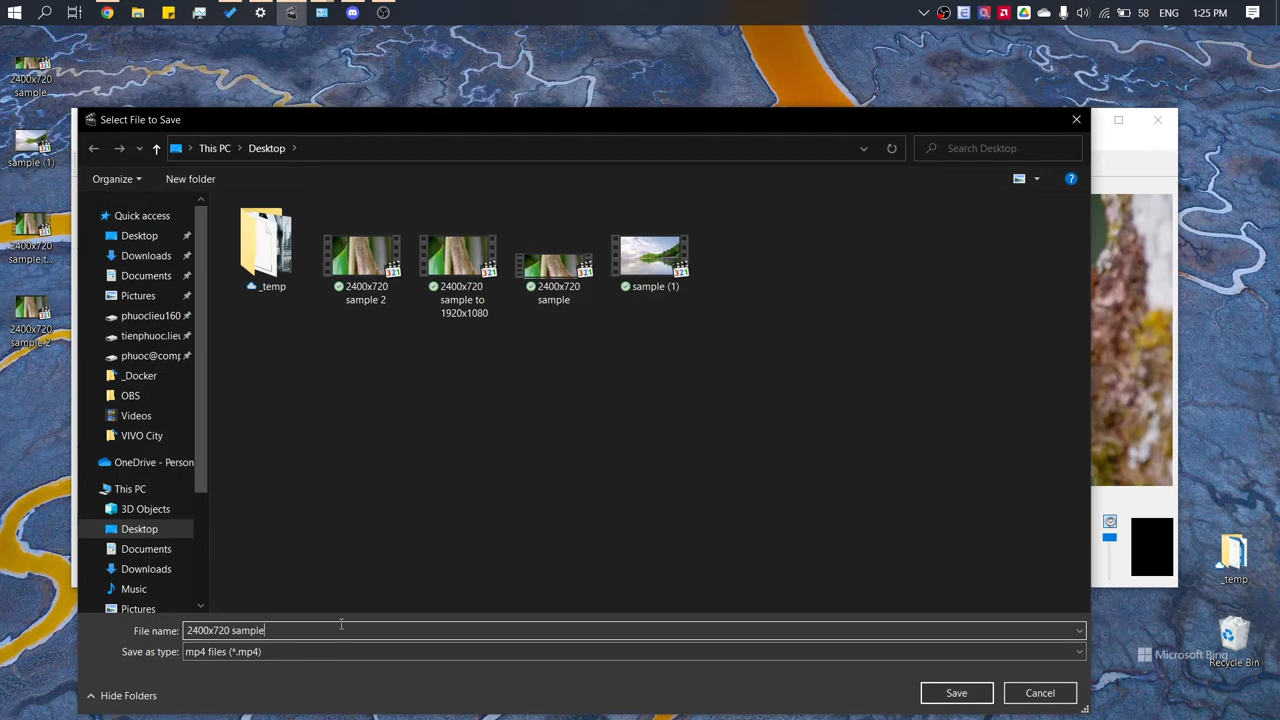 58
ENG
1:25 PM
2400x720
sample
sample (1)
2400x720
sample t...
2400x720
sample 2
Select File to Save
This PC
Desktop
Search Desktop
Organize
New folder
Quick access
Desktop
Downloads
Documents
Pictures
phuoclieu160
tienphuoc.lieu
phuoc@comp
_Docker
OBS
Videos
VIVO City
OneDrive - Person
This PC
3D Objects
Desktop
Documents
Downloads
Music
Pictures
_temp
2400x720
sample 2
2400x720
sample to
1920x1080
2400x720
sample
sample (1)
File name:
2400x720 sample
Save as type:
mp4 files (*.mp4)
Hide Folders
Save
Cancel
_temp
Microsoft Bing
Recycle Bin